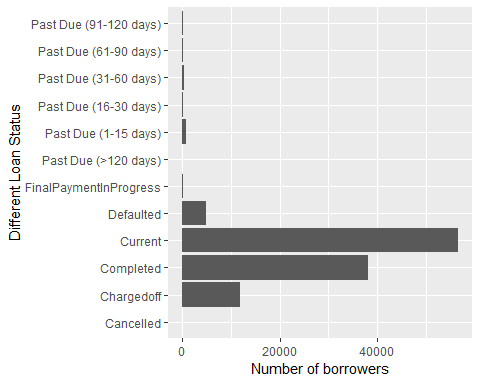 Different Loan Status
Past Due (91-120 days)
Past Due (61-90 days)
Past Due (31-60 days)
Past Due (16-30 days)
Past Due (1-15 days)
Past Due (>120 days)
FinalPaymentInProgress
Defaulted
Current
Completed
Chargedoff
Cancelled
0 20000 40000
Number of borrowers